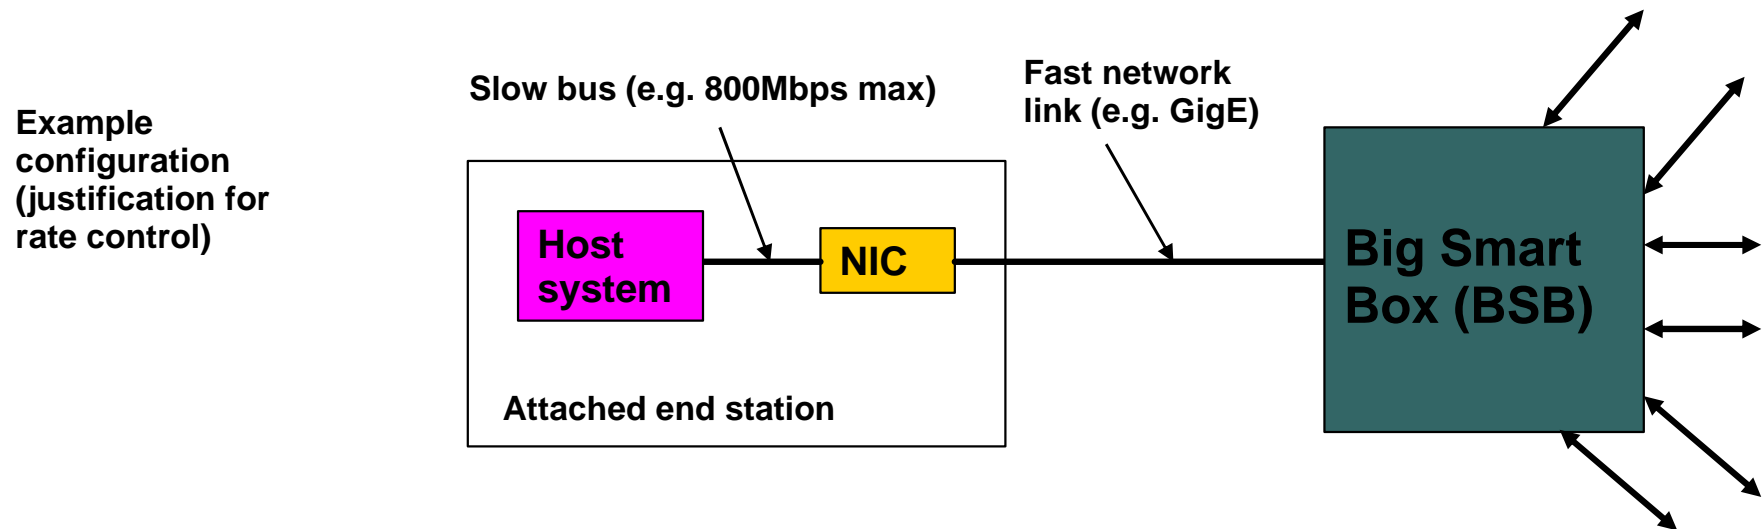 Example
configuration
(justification for
rate control)
Slow bus (e.g. 800Mbps max)
Fast network
link (e.g. GigE)
Host
system
NIC
Big Smart
Box (BSB)
Attached end station